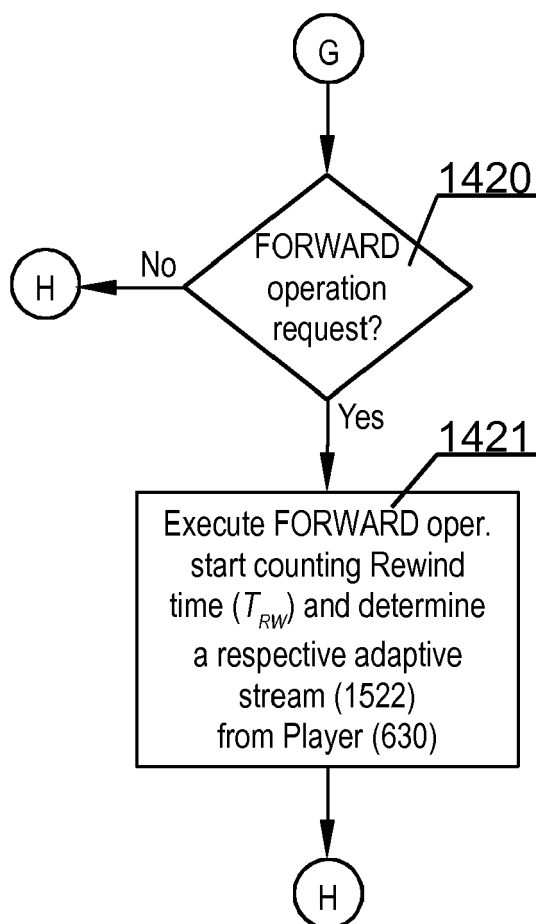 G
1420
FORWARD
operation
request?
No
H
Yes
1421
Execute FORWARD oper.
start counting Rewind
time (T_RW) and determine
a respective adaptive
stream (1522)
from Player (630)
H